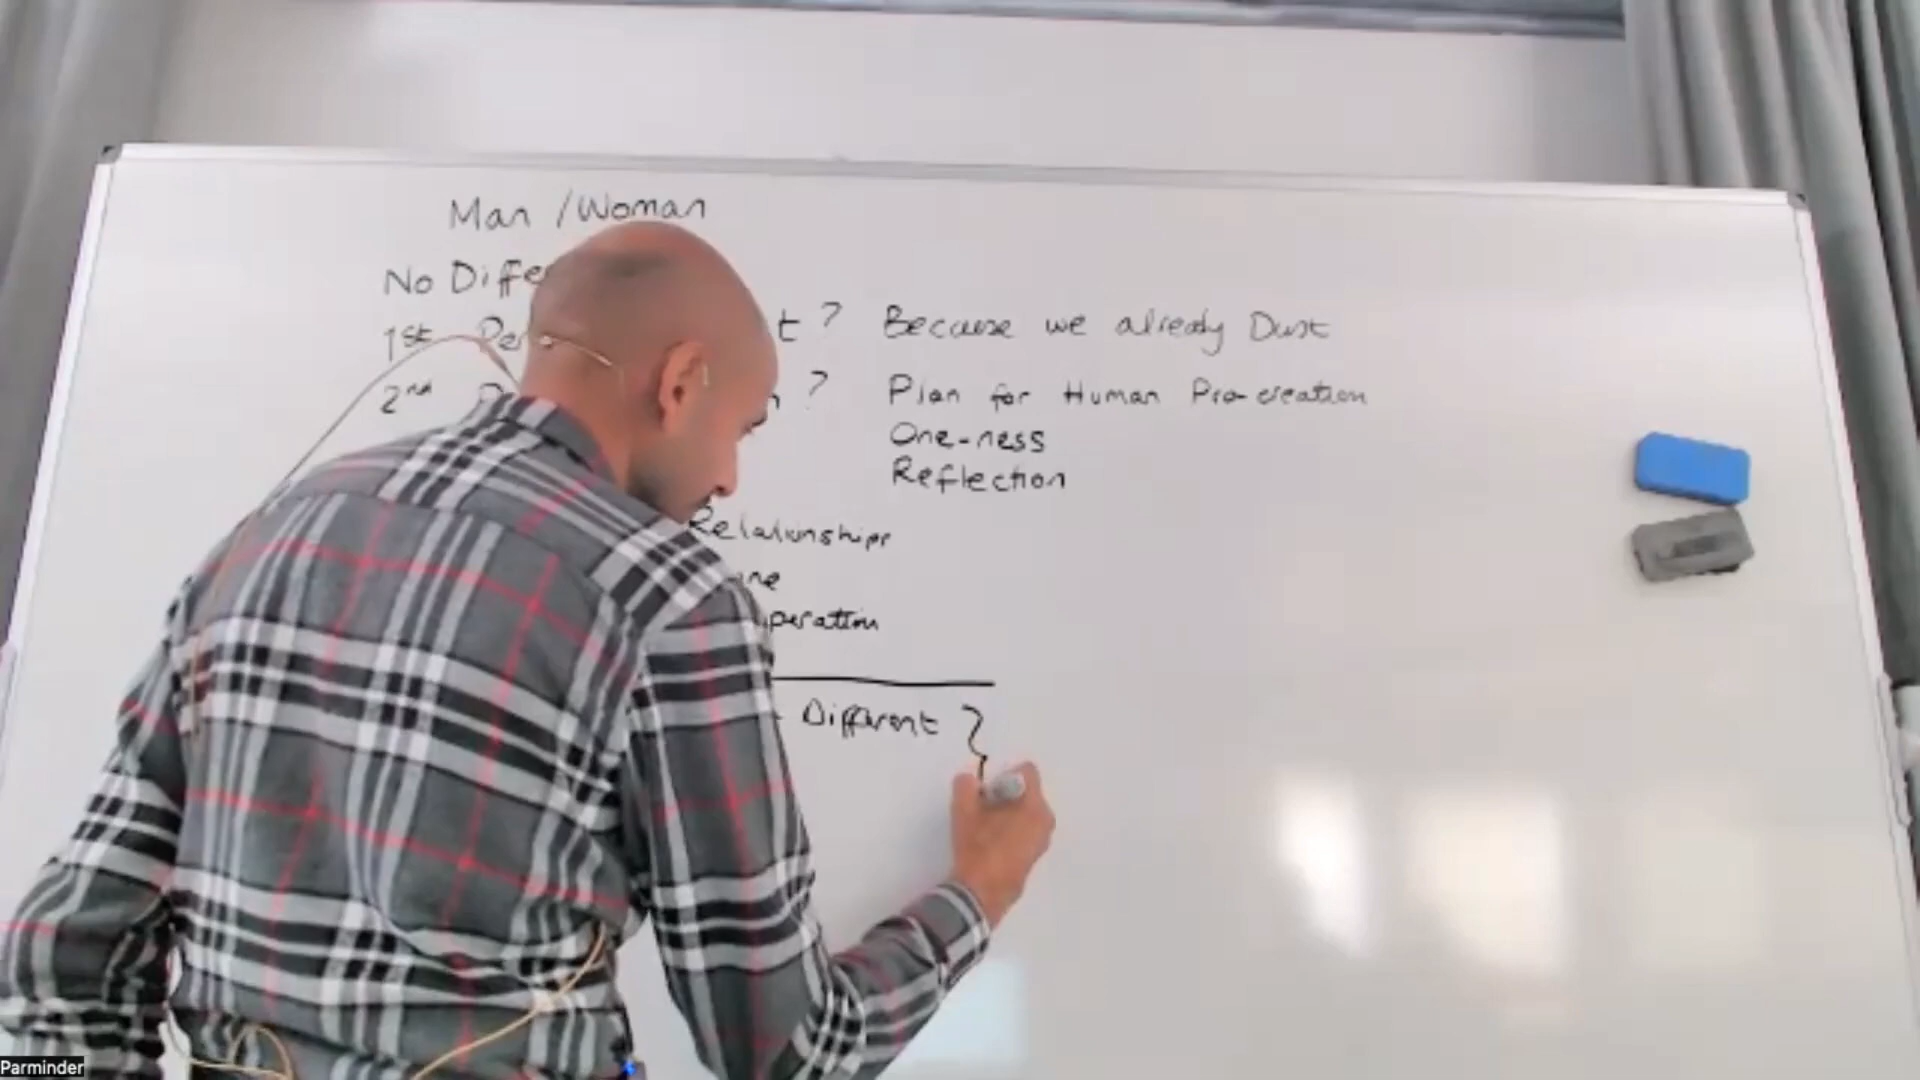 Man / Woman
No Diffe
1st Per t ? Because we already Dust
2nd ? Plan for Human Pro-creation
One-ness
Reflection
Relationships
ne
peration
Different }
Parminder